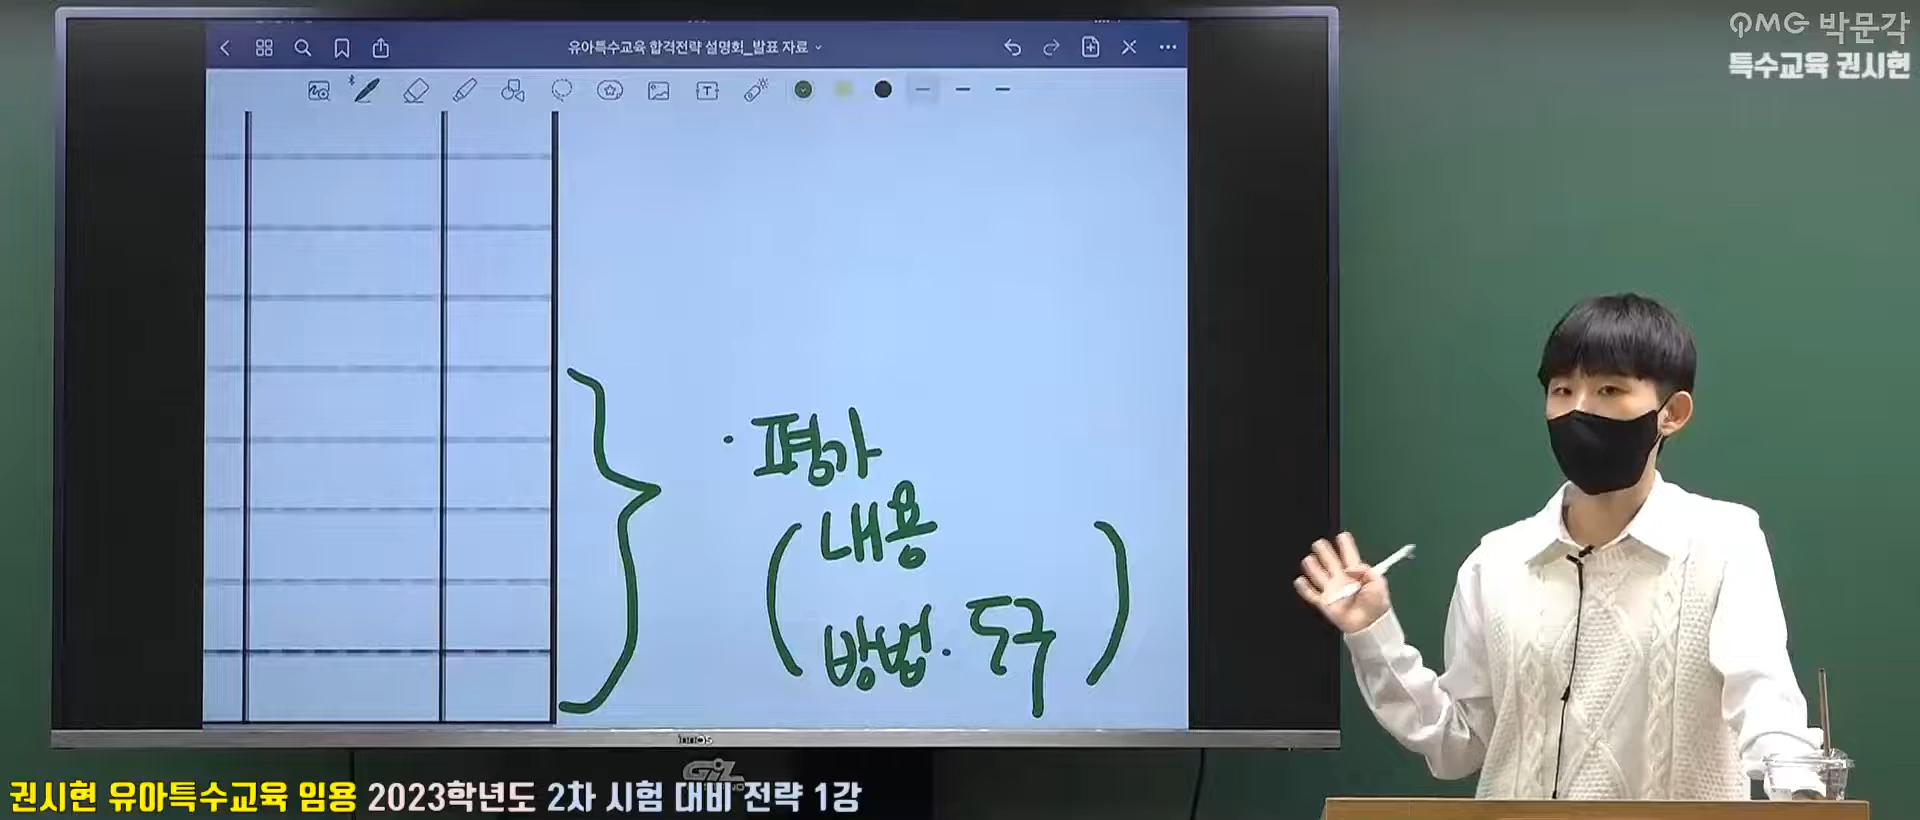 PMG 박문각
특수교육 권시현
유아특수교육 합격전략 설명회_발표 자료
T
· 평가
( 내용 )
방법 · 도구
INNOS
권시현 유아특수교육 임용 2023학년도 2차 시험 대비 전략 1강